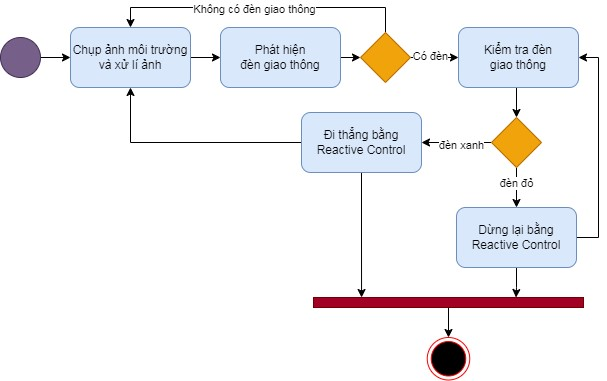 Không có đèn giao thông
Chụp ảnh môi trường
và xử lí ảnh
Phát hiện
đèn giao thông
Có đèn
Kiểm tra đèn
giao thông
Đi thẳng bằng
Reactive Control
đèn xanh
đèn đỏ
Dừng lại bằng
Reactive Control